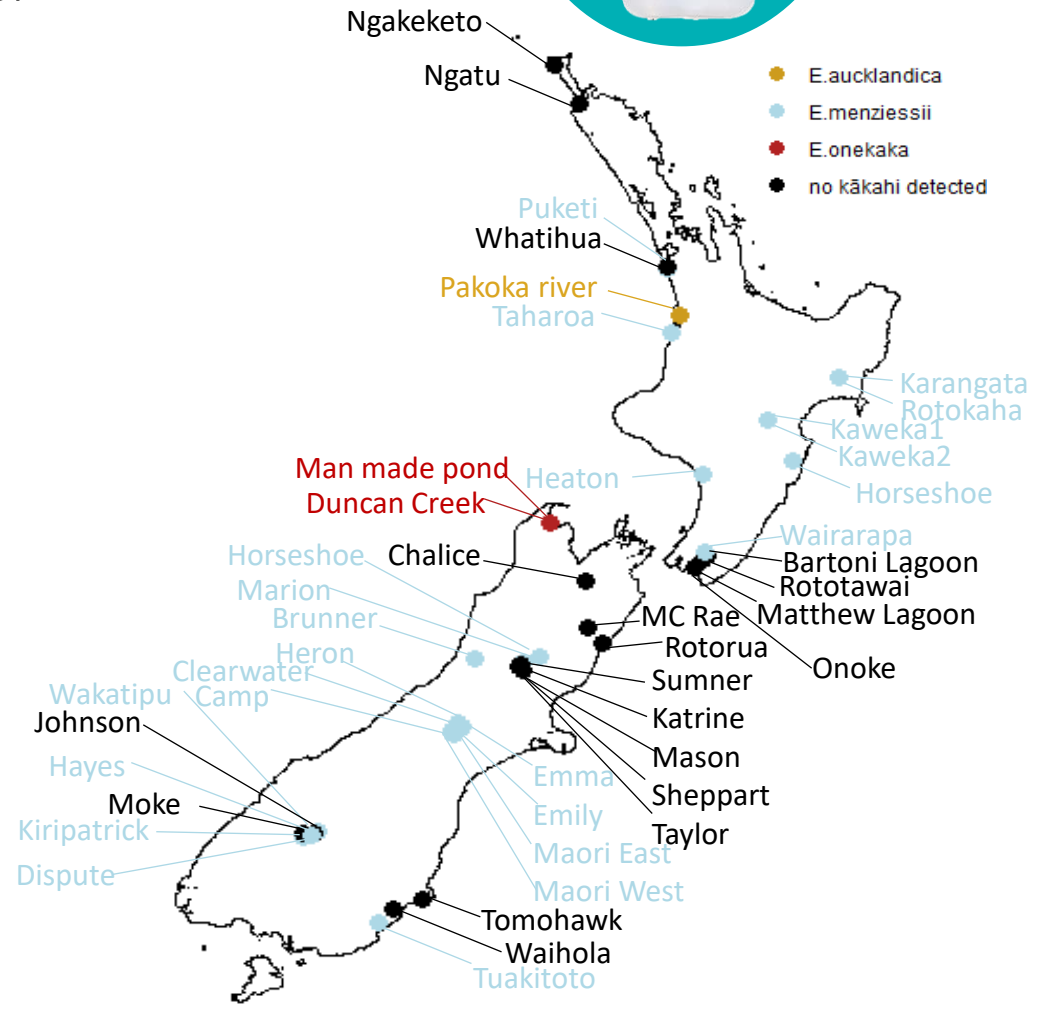 Ngakeketo
Ngatu
E.aucklandica
E.menziessii
E.onekaka
no kākahi detected
Puketi
Whatihua
Pakoka river
Taharoa
Karangata
Rotokaha
Kaweka1
Kaweka2
Horseshoe
Heaton
Man made pond
Duncan Creek
Wairarapa
Bartoni Lagoon
Rototawai
Matthew Lagoon
Onoke
Horseshoe
Chalice
Marion
Brunner
MC Rae
Rotorua
Heron
Clearwater
Camp
Sumner
Katrine
Mason
Sheppart
Taylor
Wakatipu
Johnson
Hayes
Moke
Kiripatrick
Dispute
Emma
Emily
Maori East
Maori West
Tomohawk
Waihola
Tuakitoto